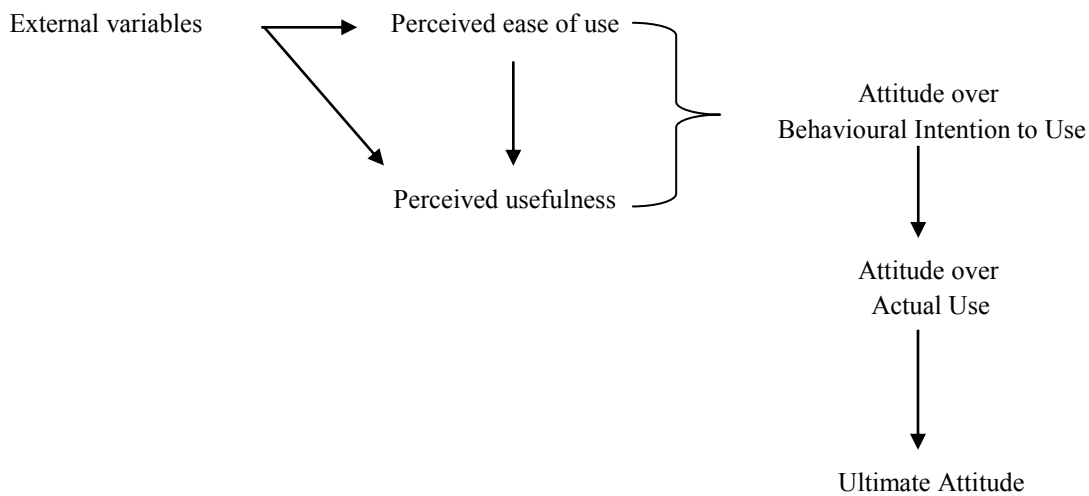 External variables
Perceived ease of use
Perceived usefulness
Attitude over
Behavioural Intention to Use
Attitude over
Actual Use
Ultimate Attitude